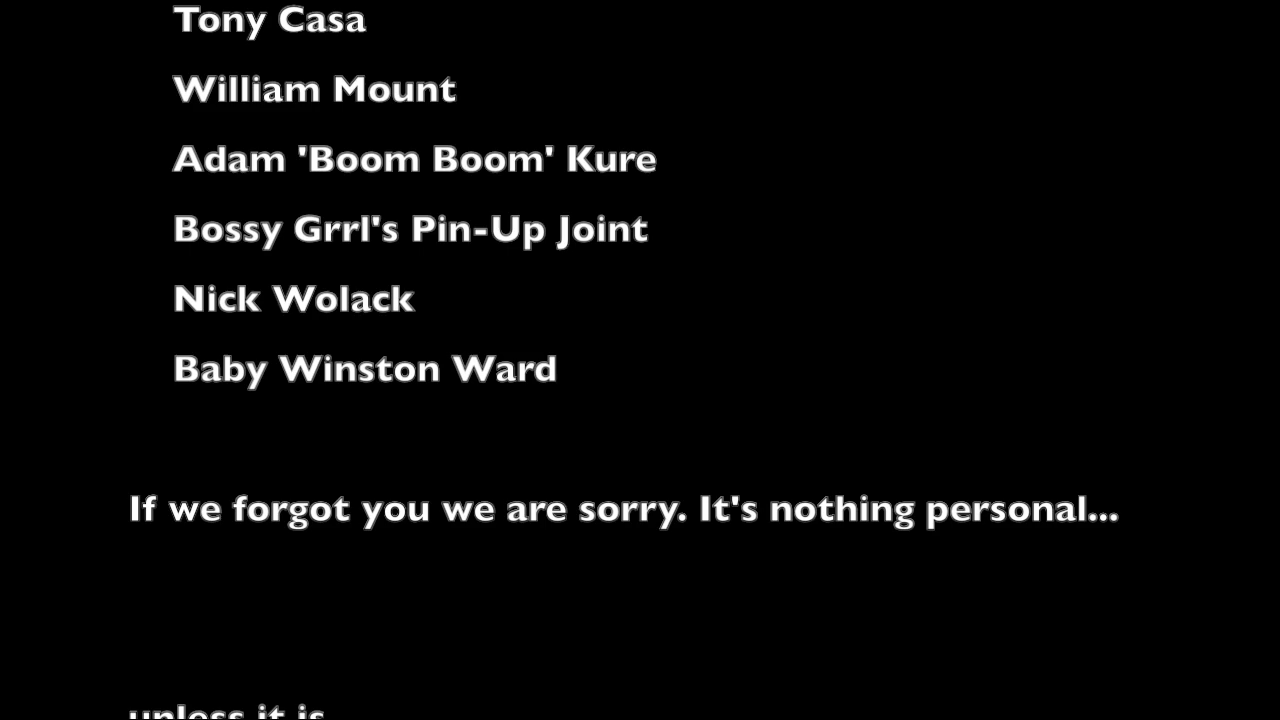 Tony Casa
William Mount
Adam 'Boom Boom' Kure
Bossy Grrl's Pin-Up Joint
Nick Wolack
Baby Winston Ward
If we forgot you we are sorry. It's nothing personal...
unless it is